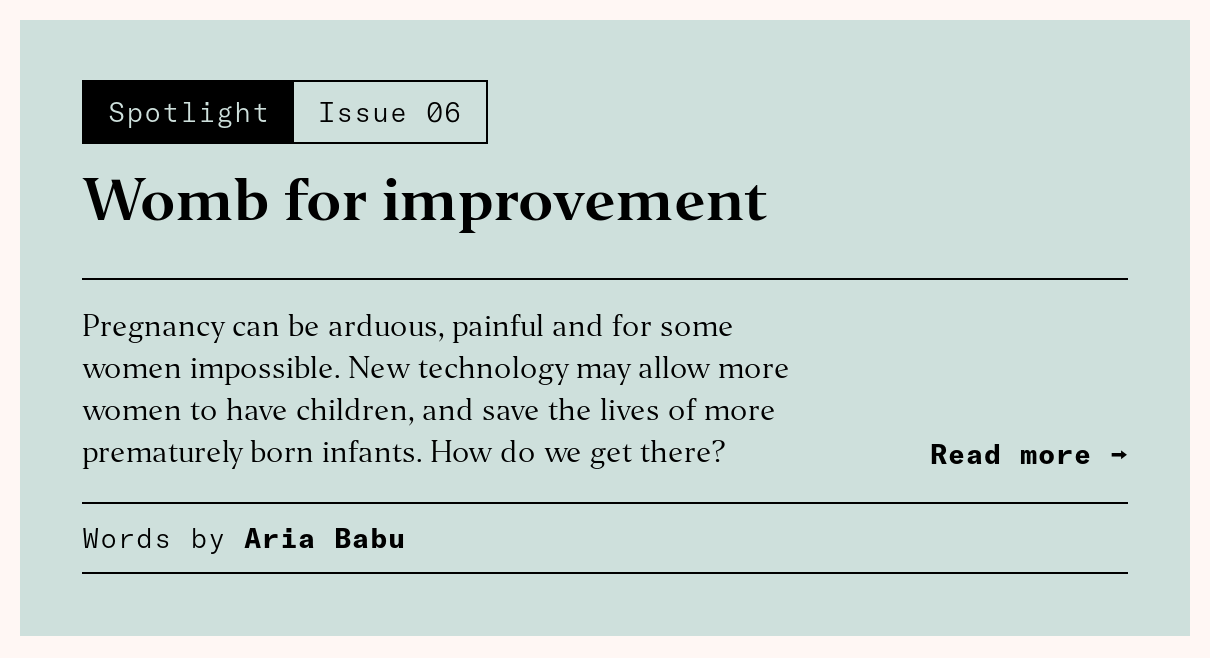 Spotlight Issue 06
Womb for improvement
Pregnancy can be arduous, painful and for some
women impossible. New technology may allow more
women to have children, and save the lives of more
prematurely born infants. How do we get there?
Read more →
Words by Aria Babu